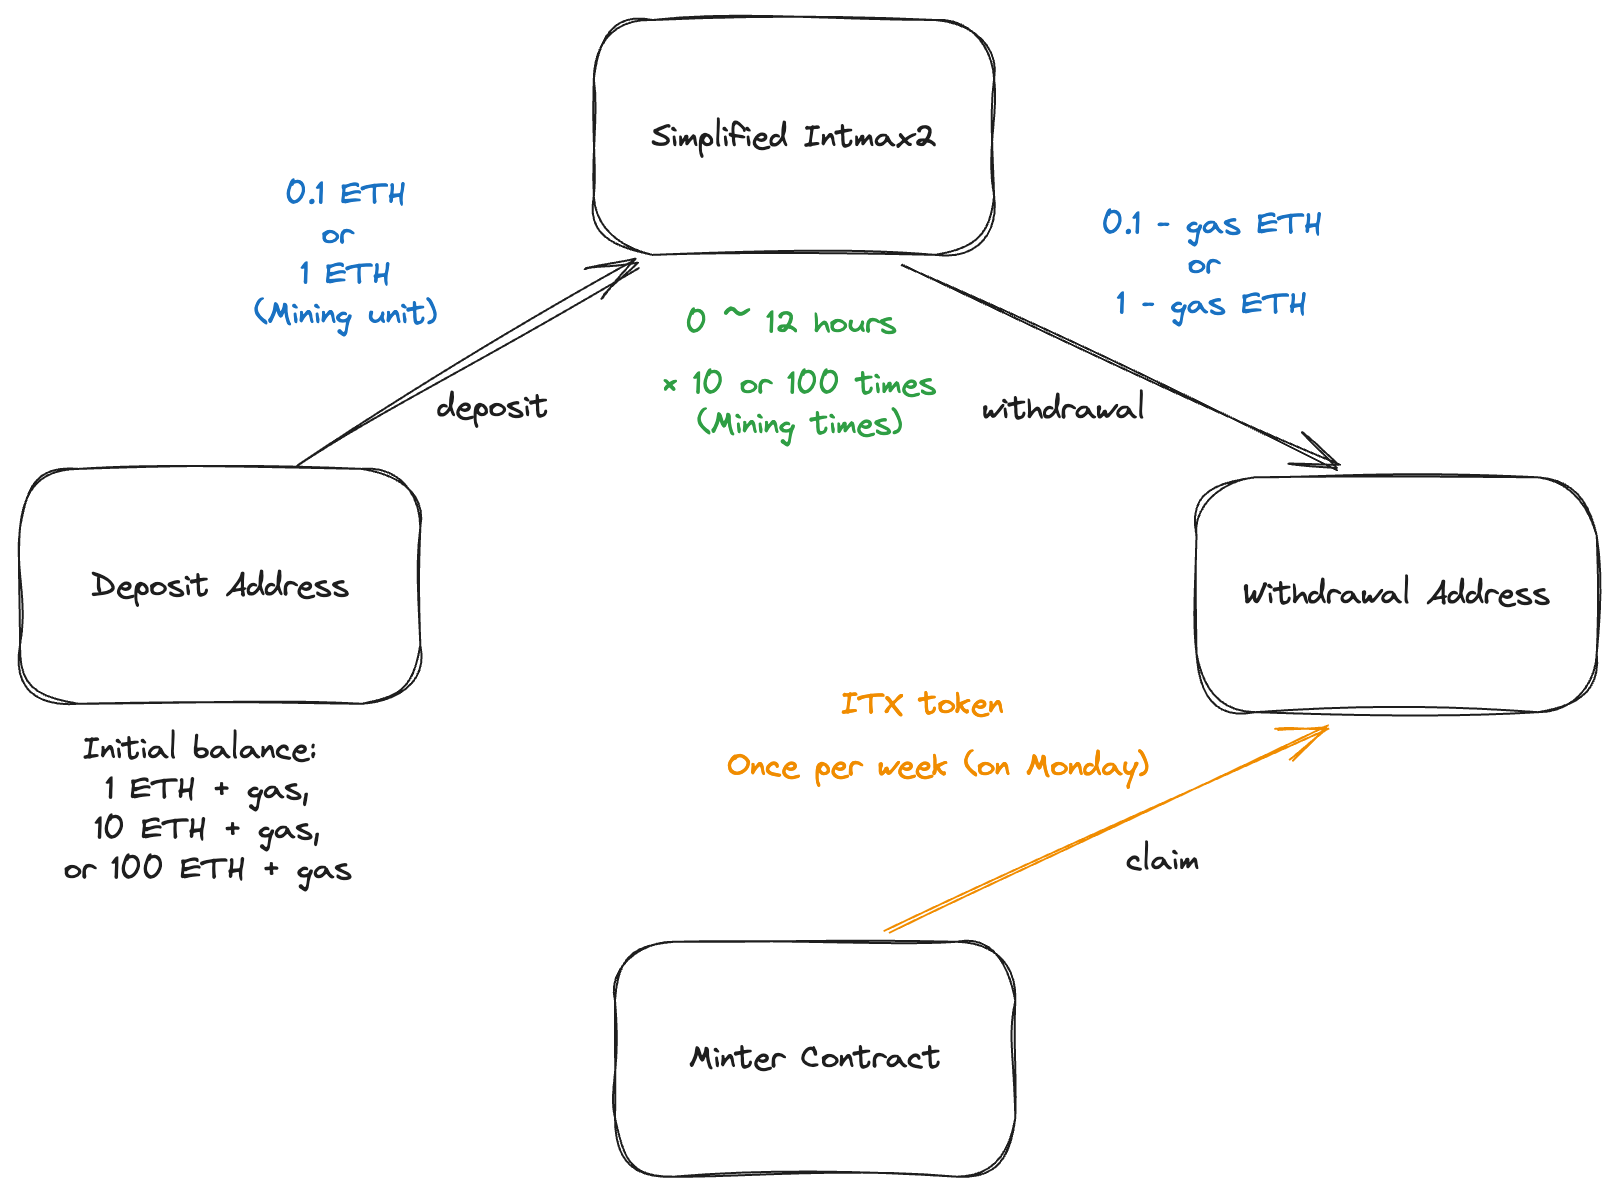 Simplified Intmax2
0.1 ETH
or
1 ETH
(Mining unit)
0.1 - gas ETH
or
1 - gas ETH
0 ~ 12 hours
× 10 or 100 times
(Mining times)
deposit
withdrawal
Deposit Address
Withdrawal Address
Initial balance:
1 ETH + gas,
10 ETH + gas,
or 100 ETH + gas
ITX token
Once per week (on Monday)
claim
Minter Contract